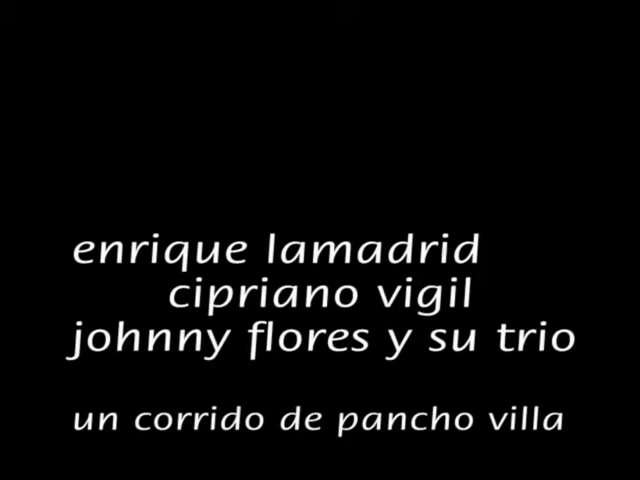 enrique lamadrid
cipriano vigil
johnny flores y su trio
un corrido de pancho villa